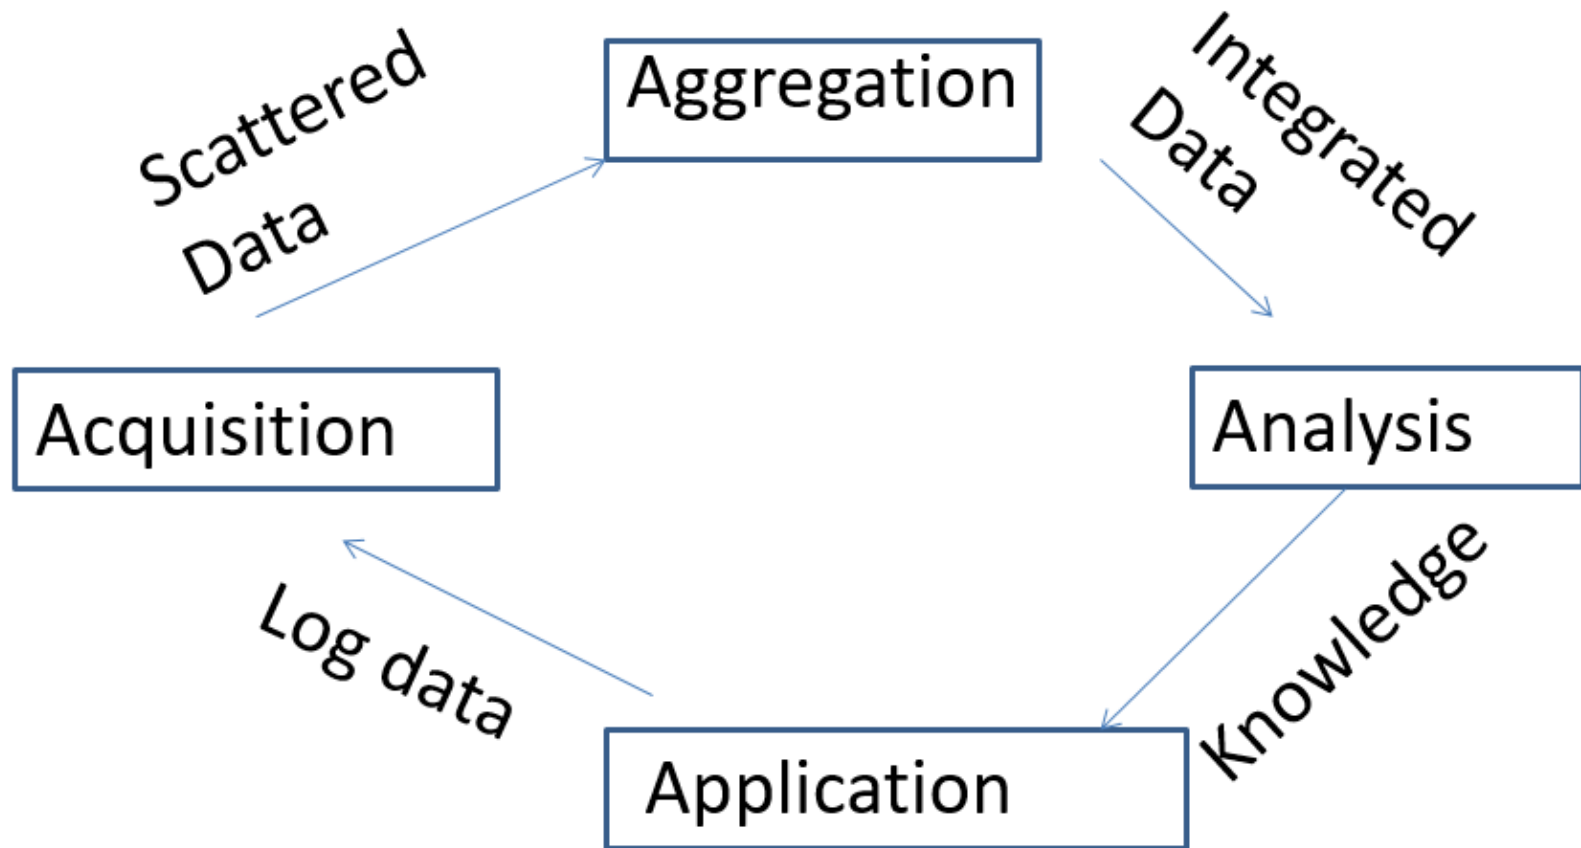 Scattered
Data
Aggregation
Integrated
Data
Acquisition
Analysis
Log data
Knowledge
Application